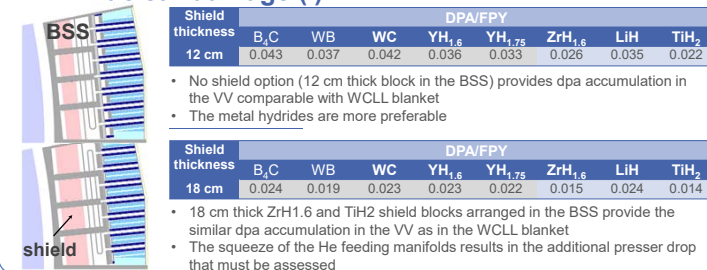 BSS
Shield thickness DPA/FPY
B4C WB WC YH1.6 YH1.75 ZrH1.6 LiH TiH2
12 cm 0.043 0.037 0.042 0.036 0.033 0.026 0.035 0.022
• No shield option (12 cm thick block in the BSS) provides dpa accumulation in
the VV comparable with WCLL blanket
• The metal hydrides are more preferable
Shield thickness DPA/FPY
B4C WB WC YH1.6 YH1.75 ZrH1.6 LiH TiH2
18 cm 0.024 0.019 0.023 0.023 0.022 0.015 0.024 0.014
• 18 cm thick ZrH1.6 and TiH2 shield blocks arranged in the BSS provide the
similar dpa accumulation in the VV as in the WCLL blanket
• The squeeze of the He feeding manifolds results in the additional presser drop
that must be assessed
shield